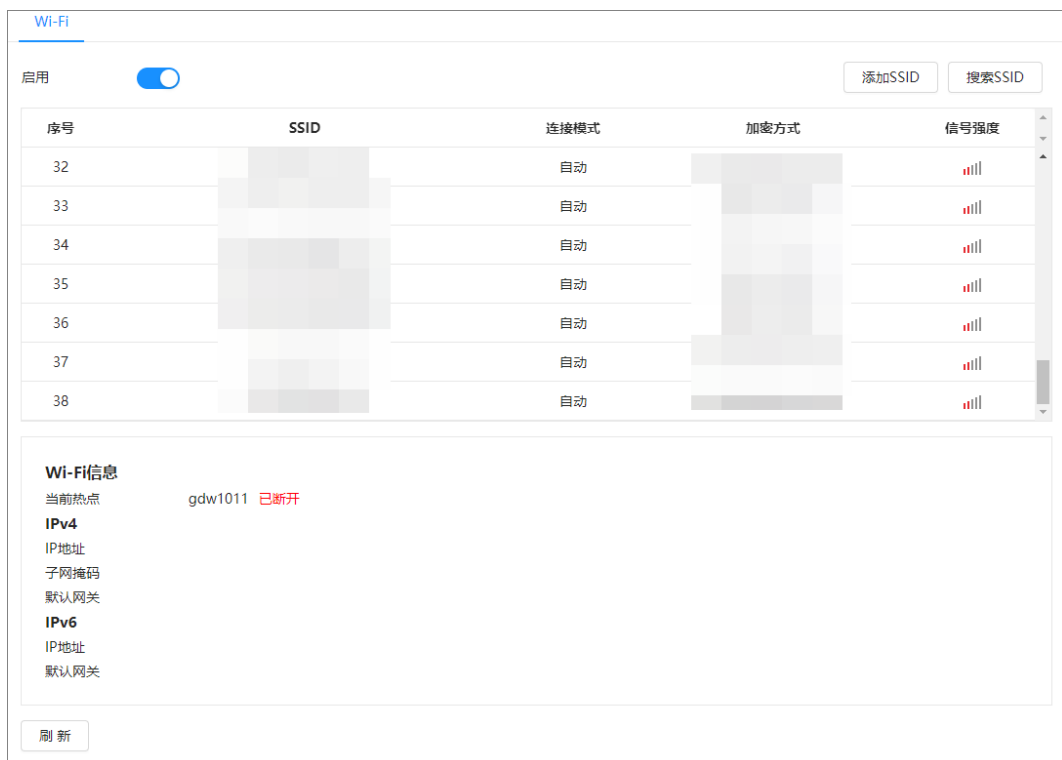 Wi-Fi
启用 添加SSID 搜索SSID
序号 SSID 连接模式 加密方式 信号强度
32 自动
33 自动
34 自动
35 自动
36 自动
37 自动
38 自动
Wi-Fi信息
当前热点 gdw1011 已断开
IPv4
IP地址
子网掩码
默认网关
IPv6
IP地址
默认网关
刷 新